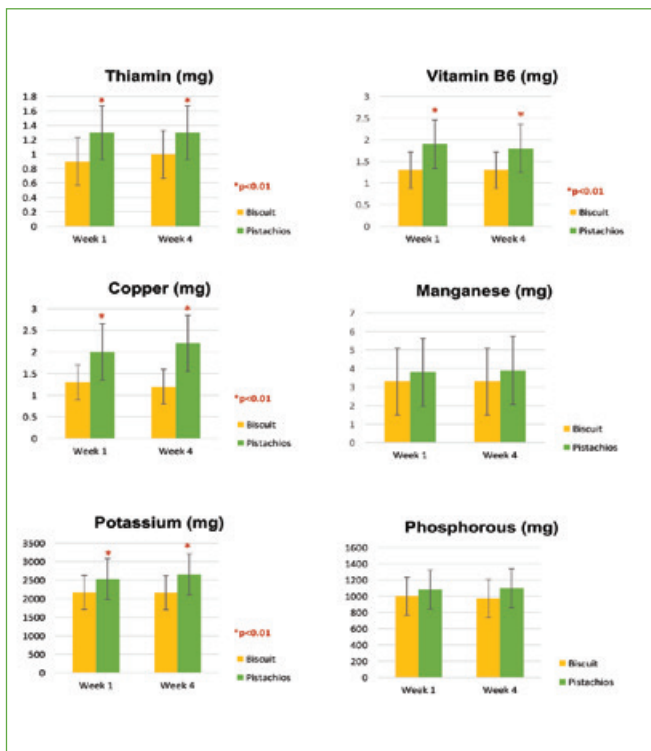 Thiamin (mg)
1.8
1.6
1.4
1.2
1
0.8
0.6
0.4
0.2
0
* *
Week 1 Week 4
*p<0.01
Biscuit
Pistachios
Vitamin B6 (mg)
3
2.5
2
1.5
1
0.5
0
* *
Week 1 Week 4
*p<0.01
Biscuit
Pistachios
Copper (mg)
3
2.5
2
1.5
1
0.5
0
* *
Week 1 Week 4
*p<0.01
Biscuit
Pistachios
Manganese (mg)
7
6
5
4
3
2
1
0
Week 1 Week 4
Biscuit
Pistachios
Potassium (mg)
3500
3000
2500
2000
1500
1000
500
0
* *
Week 1 Week 4
*p<0.01
Biscuit
Pistachios
Phosphorous (mg)
1600
1400
1200
1000
800
600
400
200
0
Week 1 Week 4
Biscuit
Pistachios